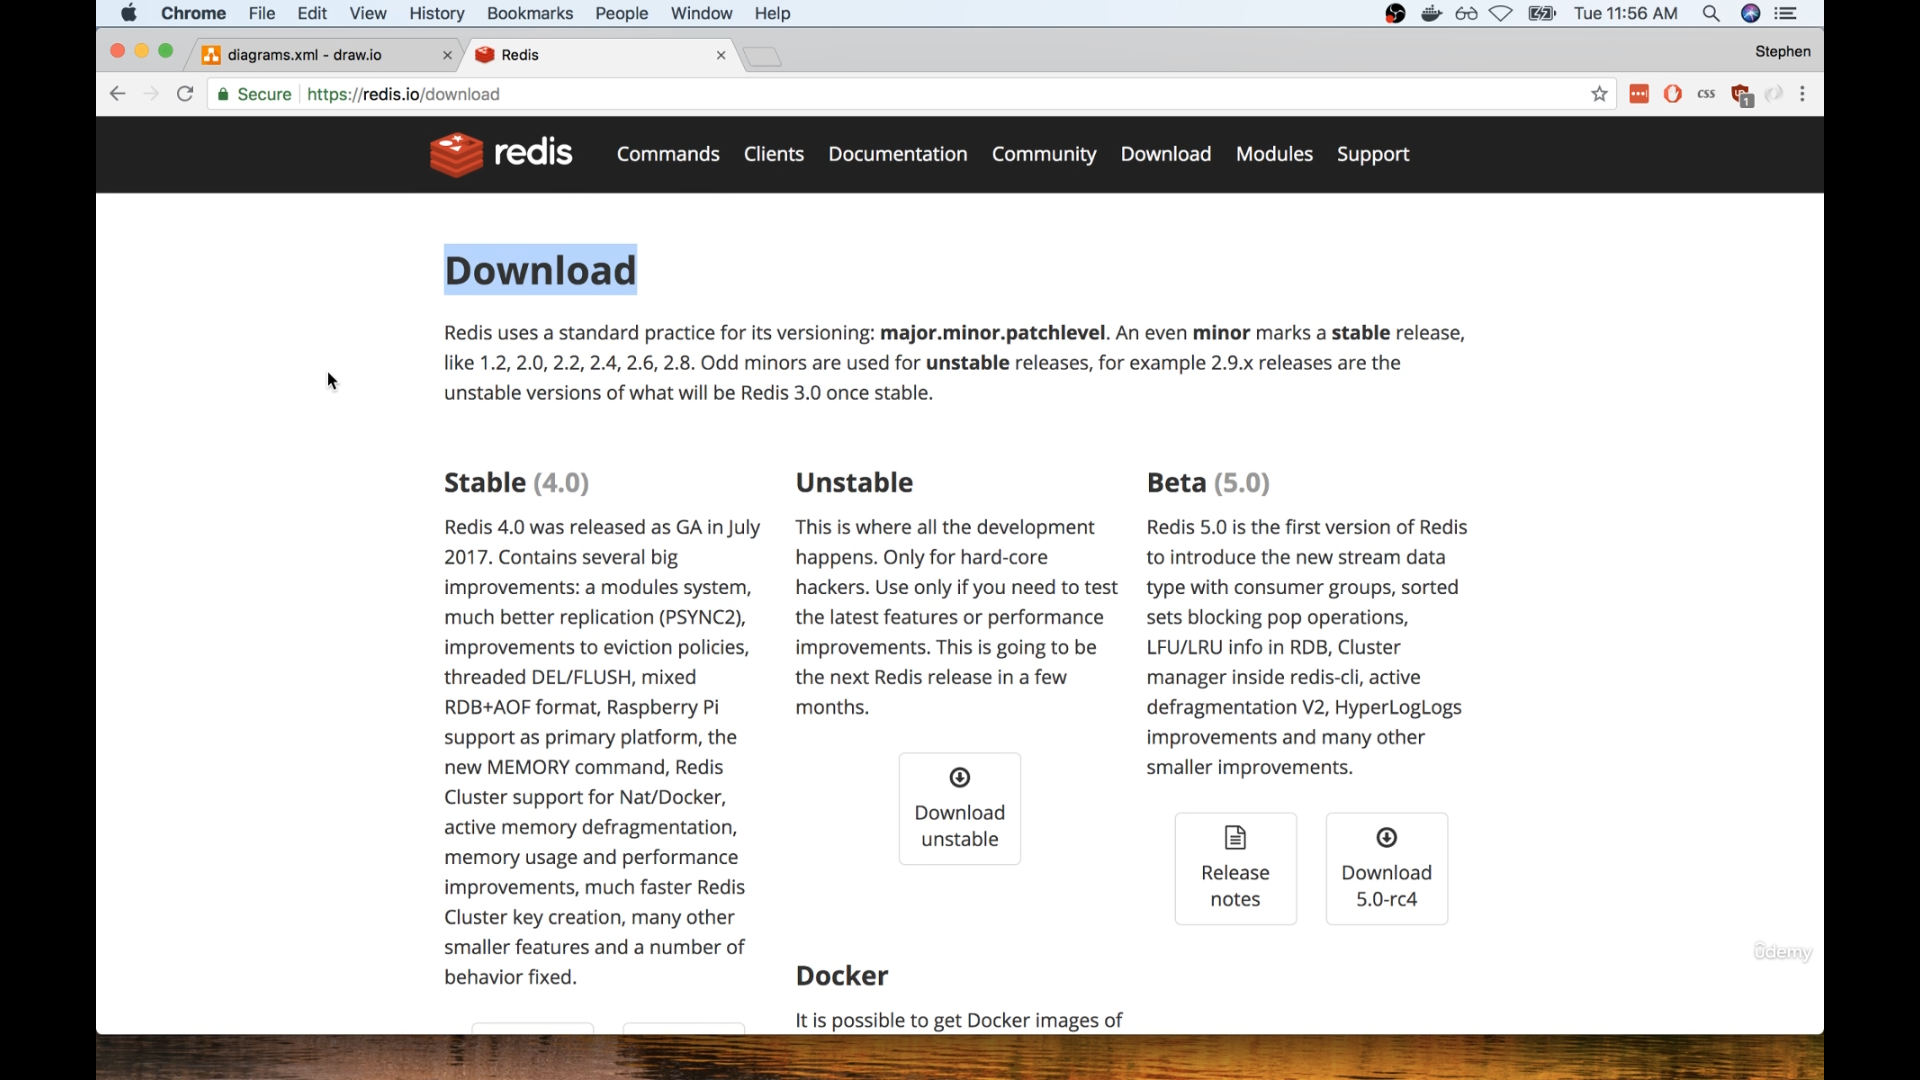 Chrome File Edit View History Bookmarks People Window Help Tue 11:56 AM
diagrams.xml - draw.io Redis Stephen
Secure https://redis.io/download css 1
redis Commands Clients Documentation Community Download Modules Support
Download
Redis uses a standard practice for its versioning: major.minor.patchlevel. An even minor marks a stable release,
like 1.2, 2.0, 2.2, 2.4, 2.6, 2.8. Odd minors are used for unstable releases, for example 2.9.x releases are the
unstable versions of what will be Redis 3.0 once stable.
Stable (4.0)
Redis 4.0 was released as GA in July
2017. Contains several big
improvements: a modules system,
much better replication (PSYNC2),
improvements to eviction policies,
threaded DEL/FLUSH, mixed
RDB+AOF format, Raspberry Pi
support as primary platform, the
new MEMORY command, Redis
Cluster support for Nat/Docker,
active memory defragmentation,
memory usage and performance
improvements, much faster Redis
Cluster key creation, many other
smaller features and a number of
behavior fixed.
Unstable
This is where all the development
happens. Only for hard-core
hackers. Use only if you need to test
the latest features or performance
improvements. This is going to be
the next Redis release in a few
months.
Download
unstable
Docker
It is possible to get Docker images of
Beta (5.0)
Redis 5.0 is the first version of Redis
to introduce the new stream data
type with consumer groups, sorted
sets blocking pop operations,
LFU/LRU info in RDB, Cluster
manager inside redis-cli, active
defragmentation V2, HyperLogLogs
improvements and many other
smaller improvements.
Release
notes
Download
5.0-rc4
ûdemy